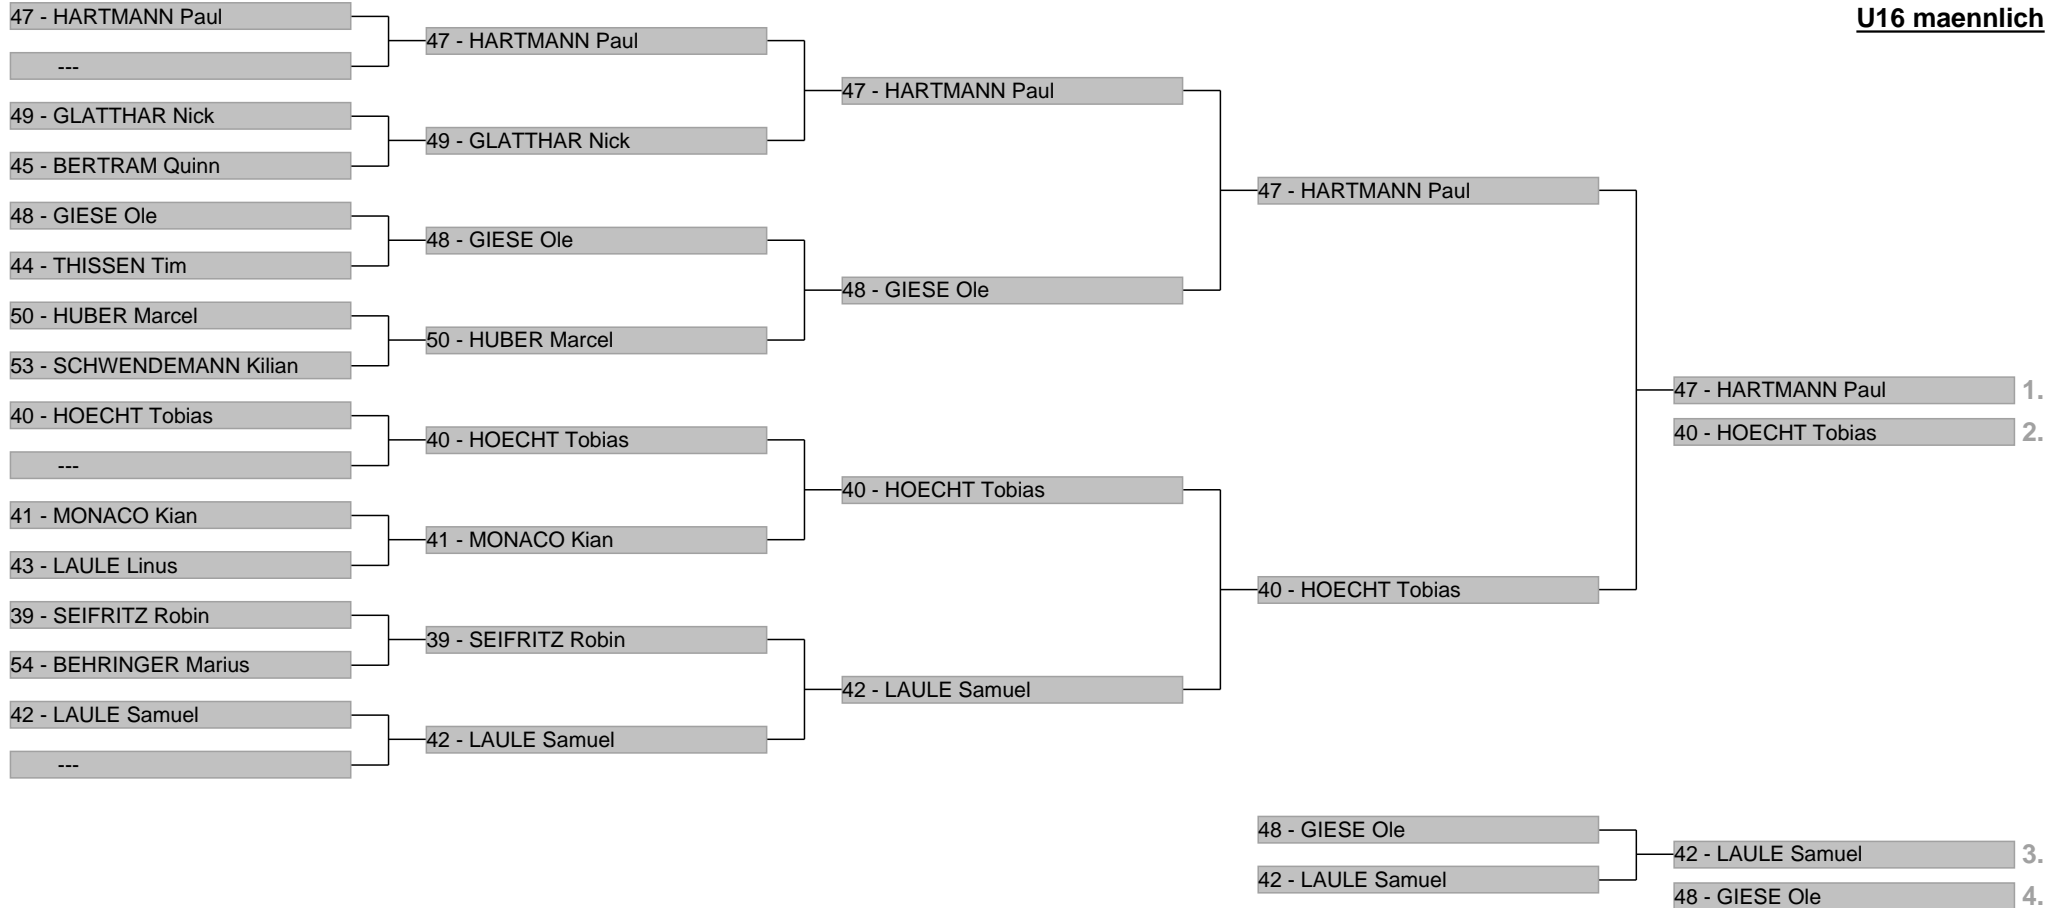 U16 maennlich
47 - HARTMANN Paul
---
49 - GLATTHAR Nick
45 - BERTRAM Quinn
48 - GIESE Ole
44 - THISSEN Tim
50 - HUBER Marcel
53 - SCHWENDEMANN Kilian
40 - HOECHT Tobias
---
41 - MONACO Kian
43 - LAULE Linus
39 - SEIFRITZ Robin
54 - BEHRINGER Marius
42 - LAULE Samuel
---
47 - HARTMANN Paul
49 - GLATTHAR Nick
48 - GIESE Ole
50 - HUBER Marcel
40 - HOECHT Tobias
41 - MONACO Kian
39 - SEIFRITZ Robin
42 - LAULE Samuel
47 - HARTMANN Paul
48 - GIESE Ole
40 - HOECHT Tobias
42 - LAULE Samuel
47 - HARTMANN Paul
40 - HOECHT Tobias
47 - HARTMANN Paul 1.
40 - HOECHT Tobias 2.
48 - GIESE Ole
42 - LAULE Samuel
42 - LAULE Samuel 3.
48 - GIESE Ole 4.